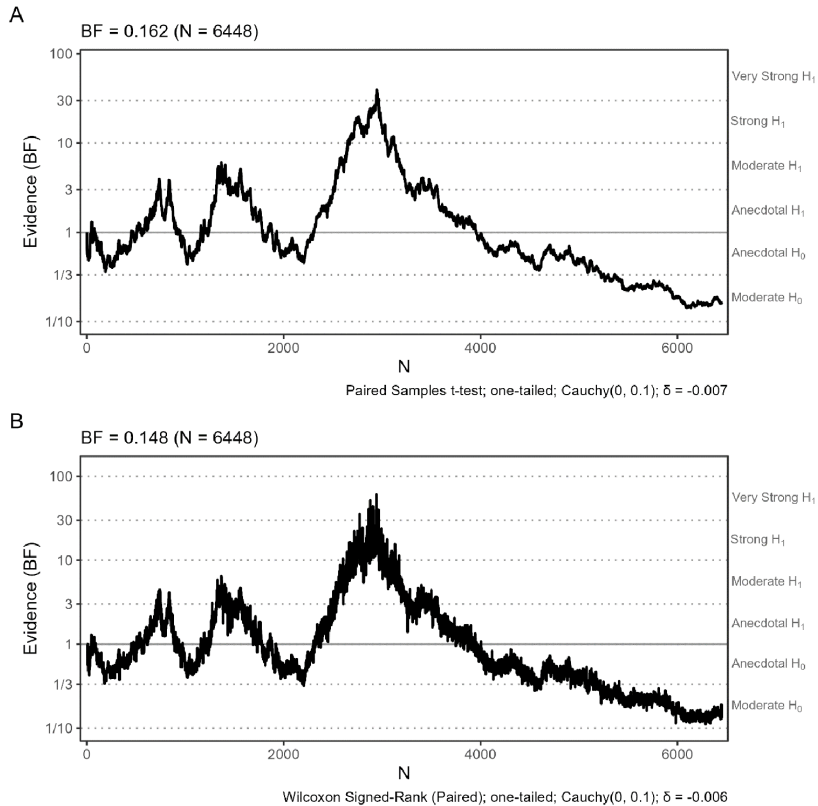 A
BF = 0.162 (N = 6448)
100
30
10
3
1
1/3
1/10
Evidence (BF)
Very Strong H₁
Strong H₁
Moderate H₁
Anecdotal H₁
Anecdotal H₀
Moderate H₀
0 2000 4000 6000
N
Paired Samples t-test; one-tailed; Cauchy(0, 0.1); δ = -0.007
B
BF = 0.148 (N = 6448)
100
30
10
3
1
1/3
1/10
Evidence (BF)
Very Strong H₁
Strong H₁
Moderate H₁
Anecdotal H₁
Anecdotal H₀
Moderate H₀
0 2000 4000 6000
N
Wilcoxon Signed-Rank (Paired); one-tailed; Cauchy(0, 0.1); δ = -0.006